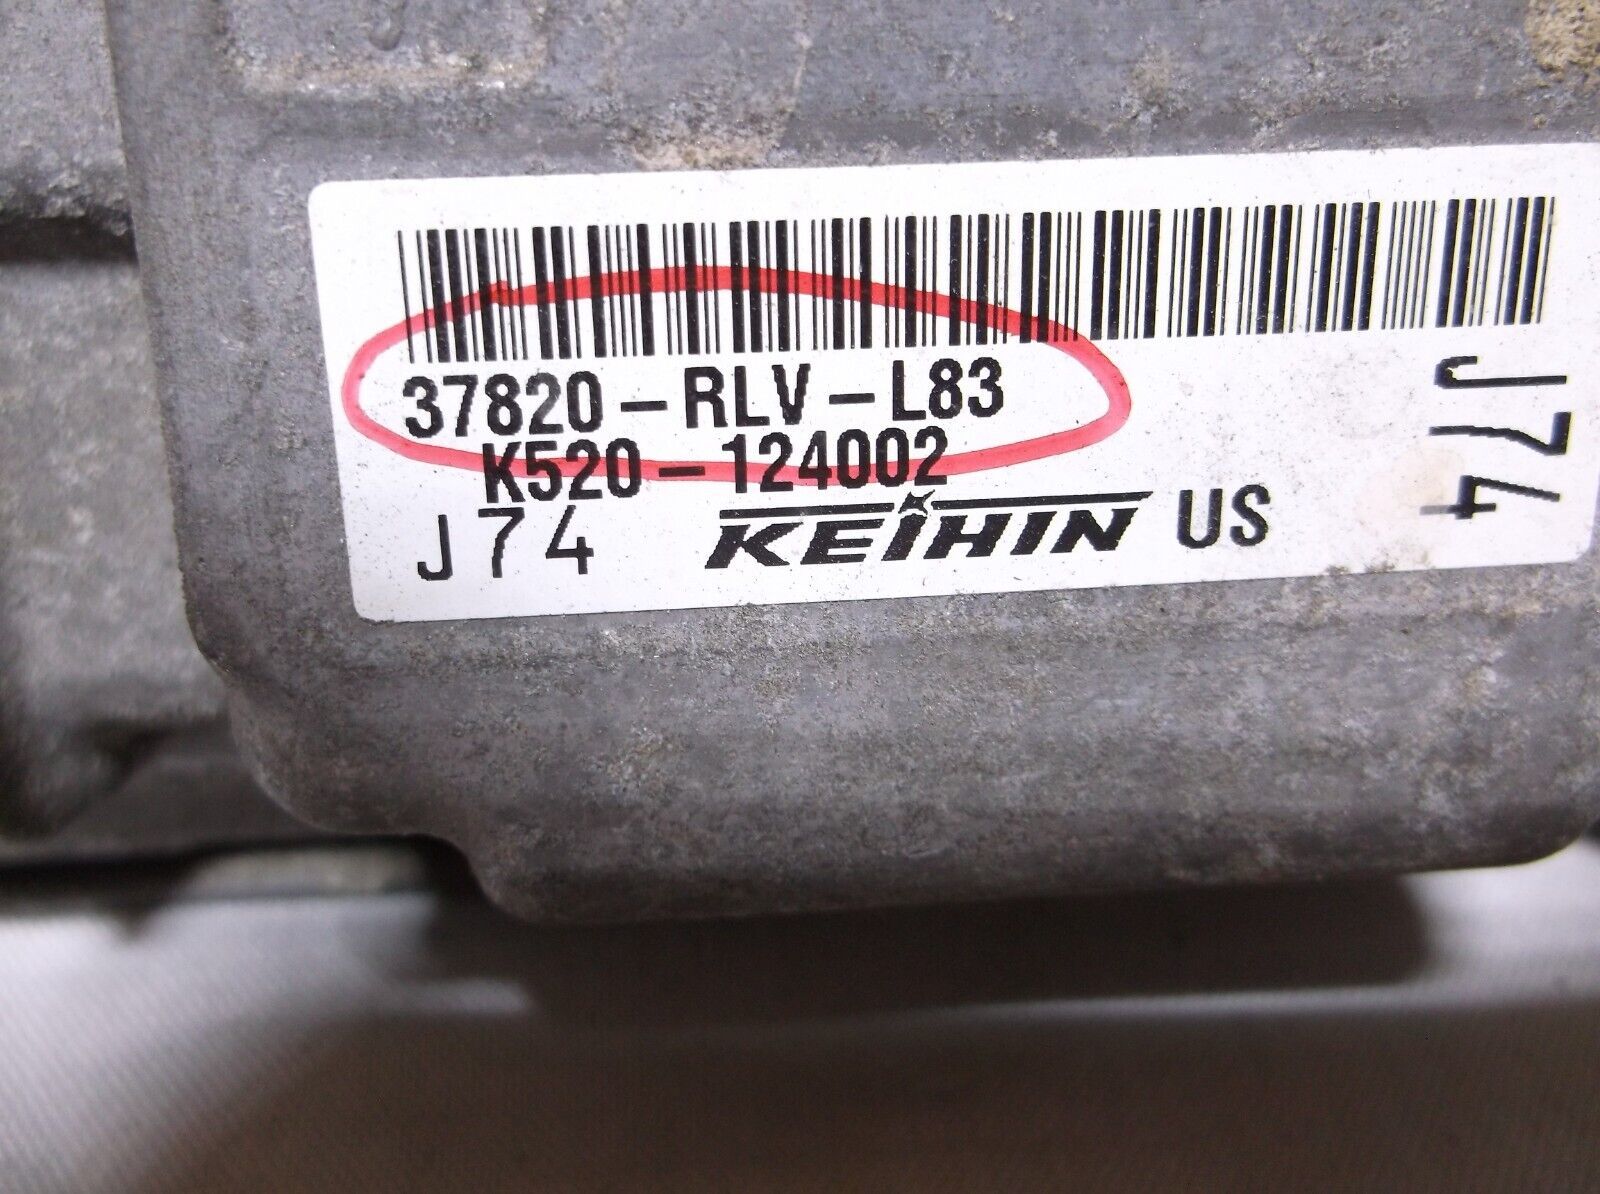 37820-RLV-L83
K520-124002
J74 KEIHIN US
J74